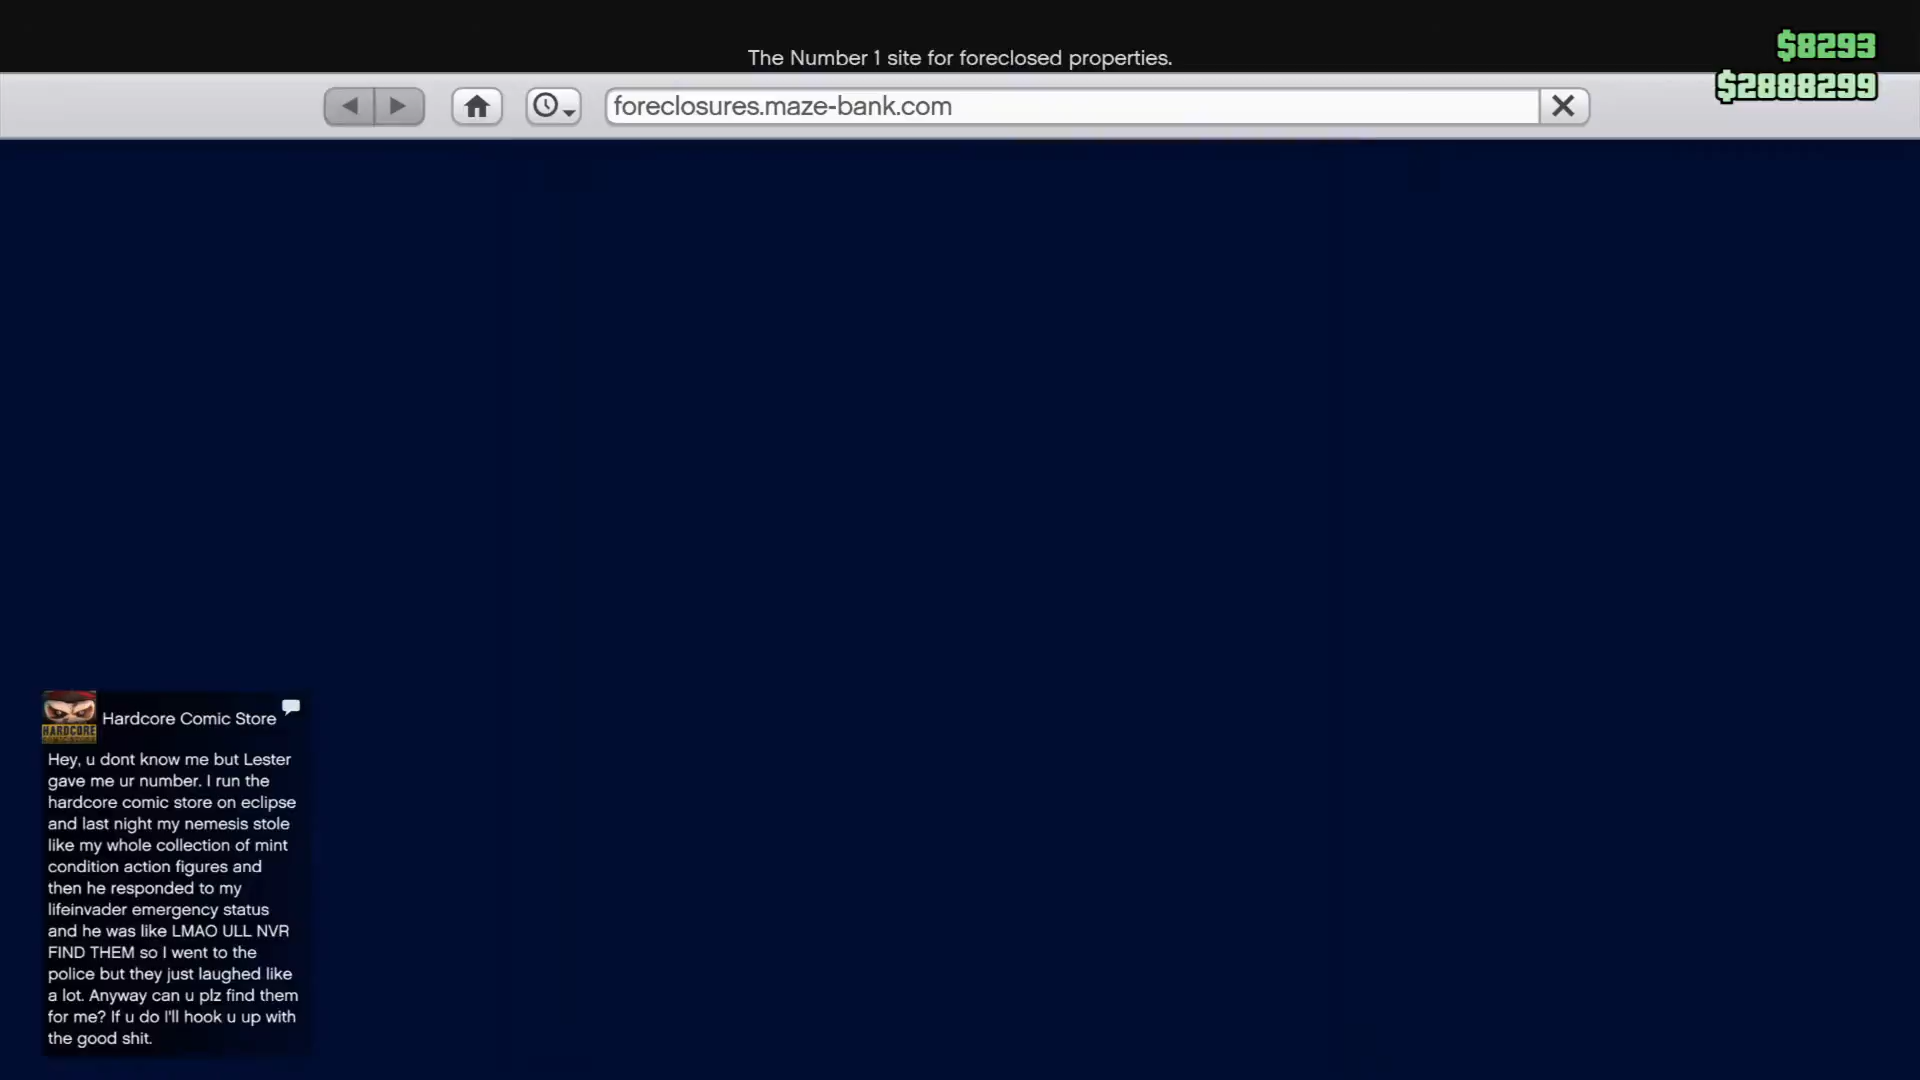 The Number 1 site for foreclosed properties.
$8293
$2888299
foreclosures.maze-bank.com
HARDCORE
Hardcore Comic Store
Hey, u dont know me but Lester
gave me ur number. I run the
hardcore comic store on eclipse
and last night my nemesis stole
like my whole collection of mint
condition action figures and
then he responded to my
lifeinvader emergency status
and he was like LMAO ULL NVR
FIND THEM so I went to the
police but they just laughed like
a lot. Anyway can u plz find them
for me? If u do I'll hook u up with
the good shit.